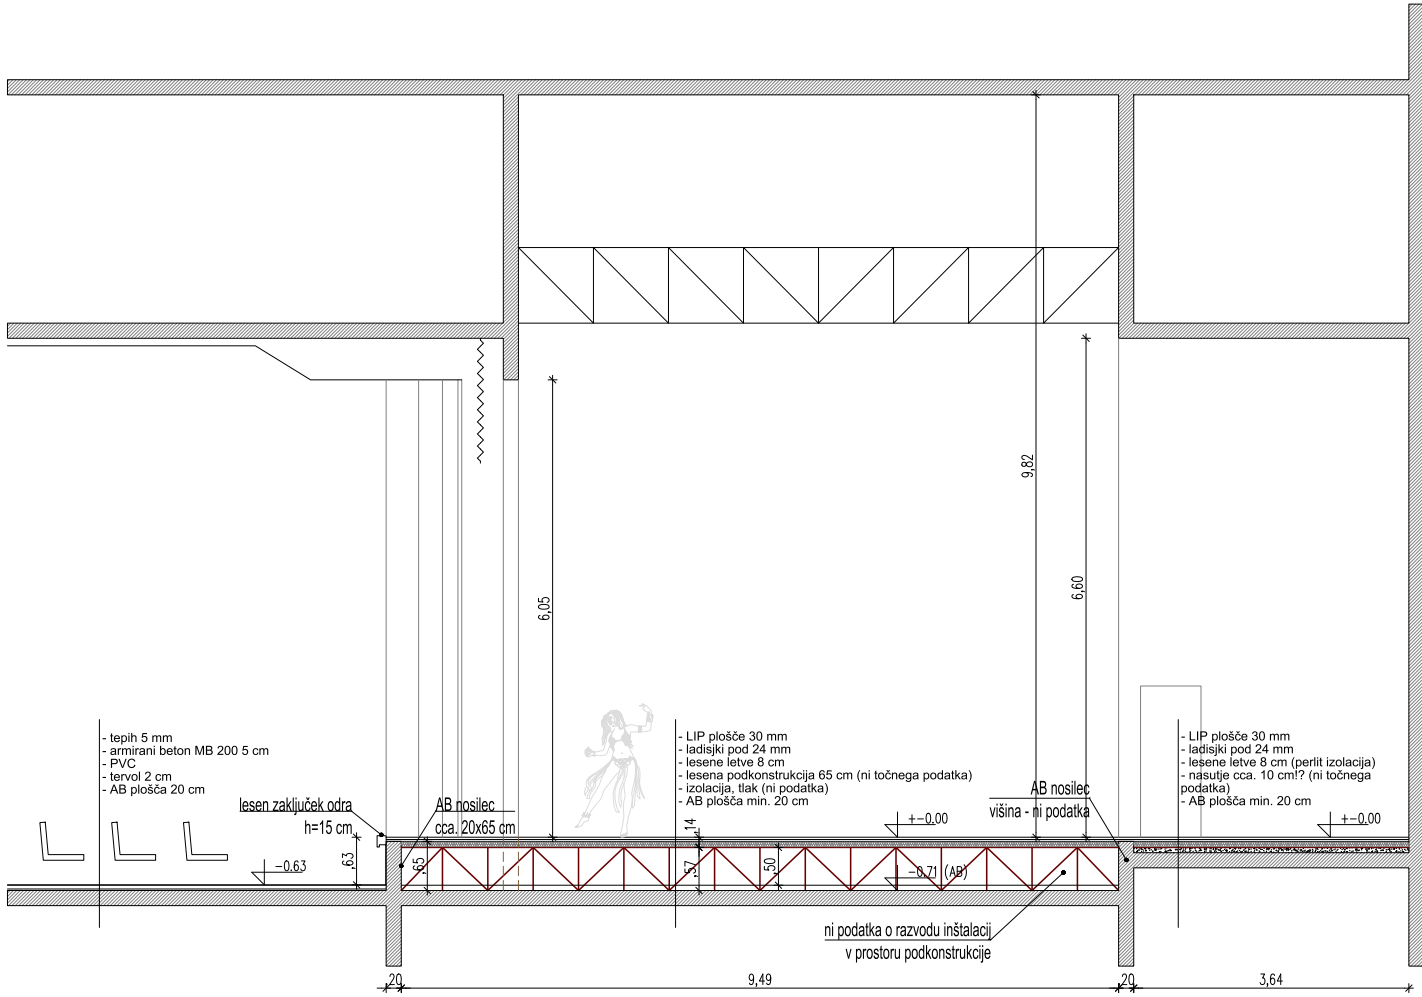 9,82
6,05
6,60
- tepih 5 mm
- armirani beton MB 200 5 cm
- PVC
- tervol 2 cm
- AB plošča 20 cm
lesen zaključek odra
h=15 cm
AB nosilec
cca. 20x65 cm
- LIP plošče 30 mm
- ladisjki pod 24 mm
- lesene letve 8 cm
- lesena podkonstrukcija 65 cm (ni točnega podatka)
- izolacija, tlak (ni podatka)
- AB plošča min. 20 cm
AB nosilec
višina - ni podatka
- LIP plošče 30 mm
- ladisjki pod 24 mm
- lesene letve 8 cm (perlit izolacija)
- nasutje cca. 10 cm!? (ni točnega
podatka)
- AB plošča min. 20 cm
+-0.00
+-0.00
,14
,63
-0.63
,65
,57
,50
-0.71 (AB)
ni podatka o razvodu inštalacij
v prostoru podkonstrukcije
,20
9,49
,20
3,64